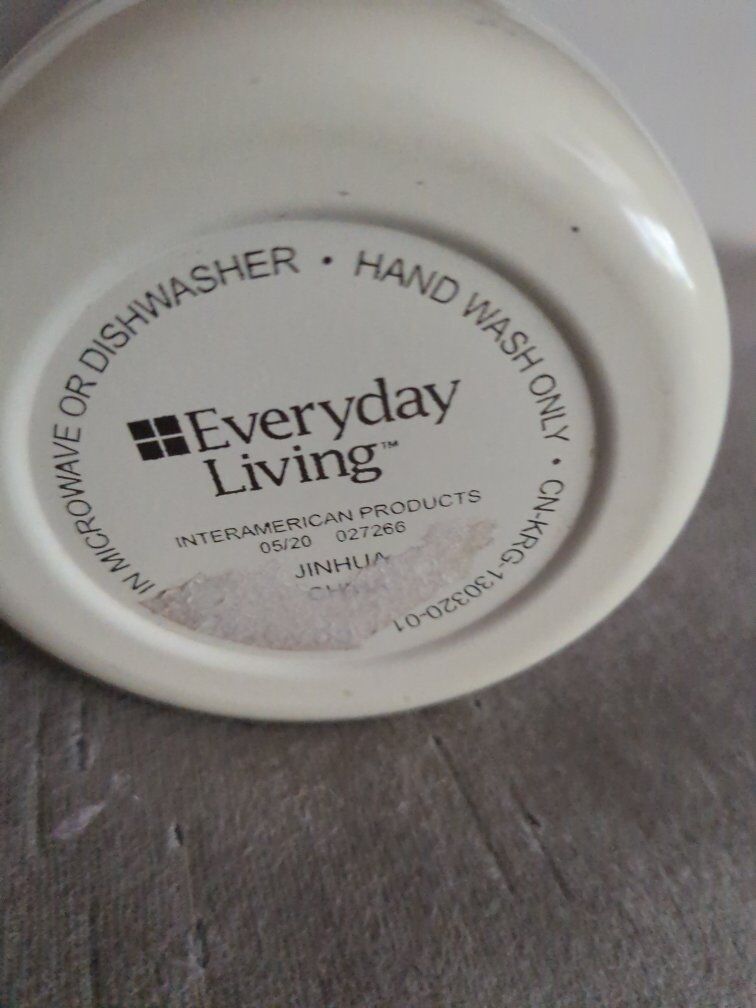 IN MICROWAVE OR DISHWASHER • HAND WASH ONLY • CN-KRG-130320-01
Everyday
Living™
INTERAMERICAN PRODUCTS
05/20 027266
JINHUA